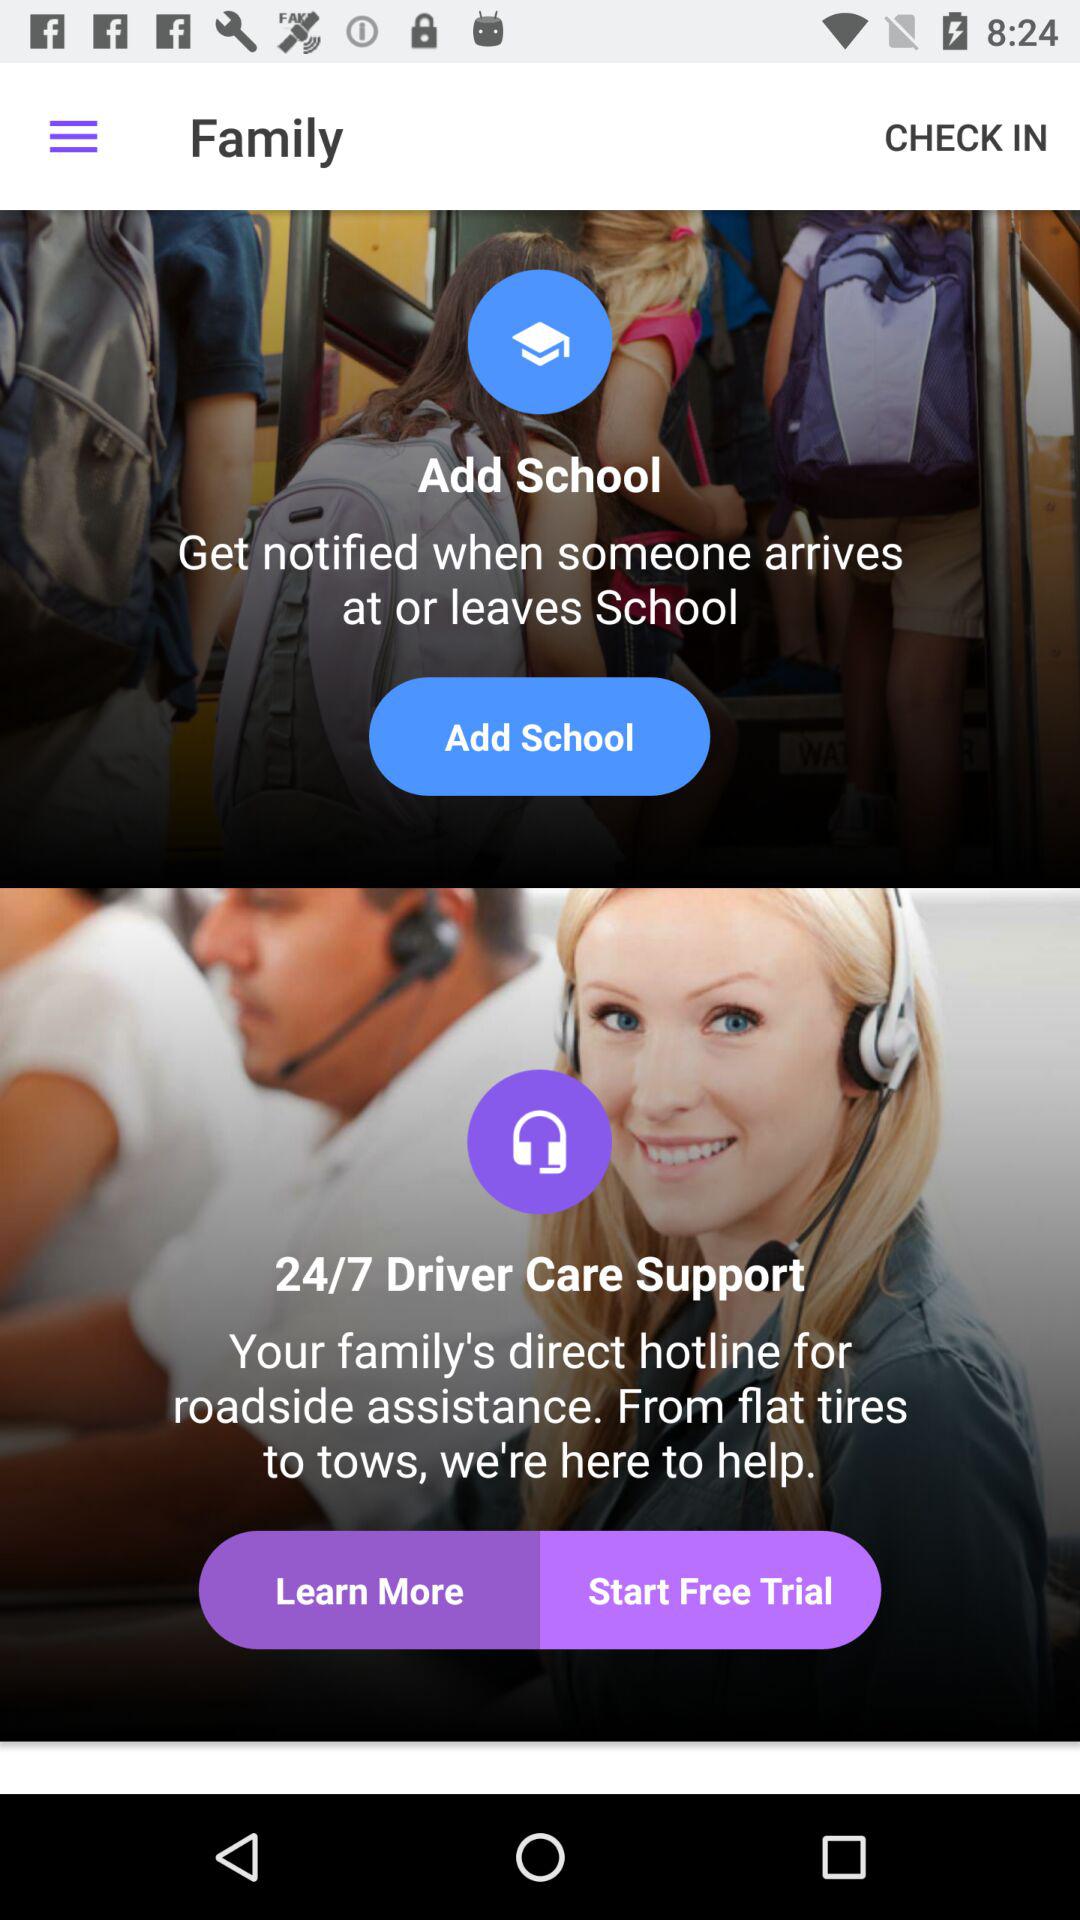 FAKE
8:24
Family
CHECK IN
Add School
Get notified when someone arrives
at or leaves School
Add School
24/7 Driver Care Support
Your family's direct hotline for
roadside assistance. From flat tires
to tows, we're here to help.
Learn More
Start Free Trial